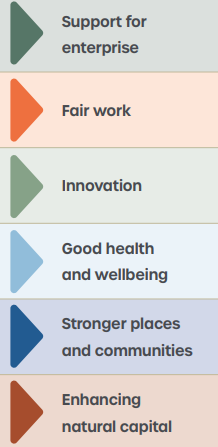 Support for
enterprise
Fair work
Innovation
Good health
and wellbeing
Stronger places
and communities
Enhancing
natural capital